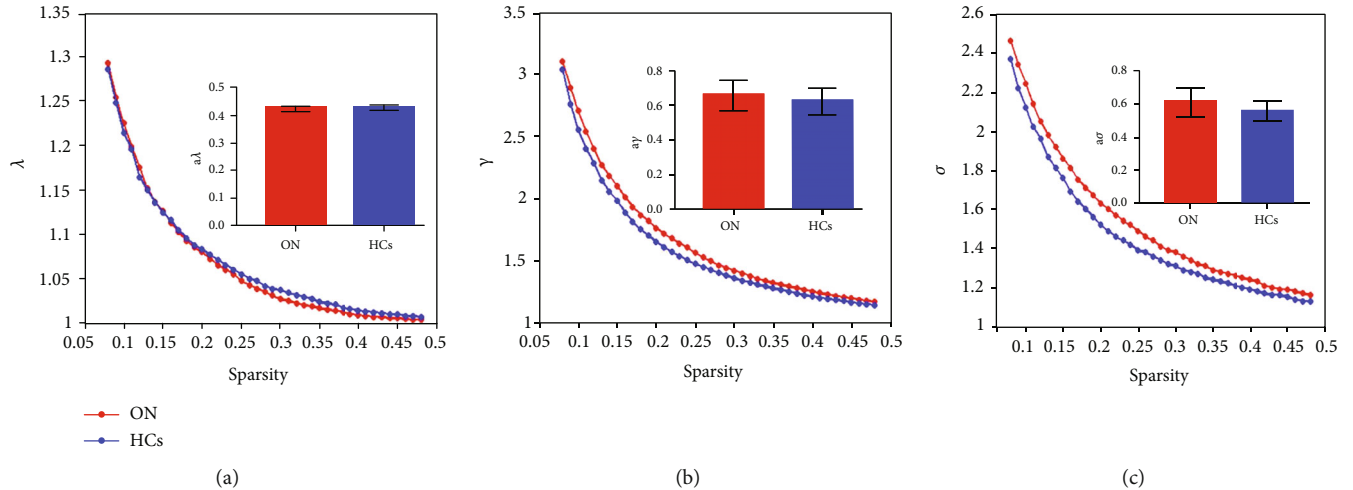 1.35
1.3
1.25
1.2
1.15
1.1
1.05
1
λ
0.05 0.1 0.15 0.2 0.25 0.3 0.35 0.4 0.45 0.5
Sparsity
0.5
0.4
0.3
0.2
0.1
0.0
aλ
ON HCs
ON
HCs
(a)
3.5
3
2.5
2
1.5
1
γ
0.05 0.1 0.15 0.2 0.25 0.3 0.35 0.4 0.45 0.5
Sparsity
0.8
0.6
0.4
0.2
0.0
aγ
ON HCs
(b)
2.6
2.4
2.2
2
1.8
1.6
1.4
1.2
1
σ
0.1 0.15 0.2 0.25 0.3 0.35 0.4 0.45 0.5
Sparsity
0.8
0.6
0.4
0.2
0.0
aσ
ON HCs
(c)